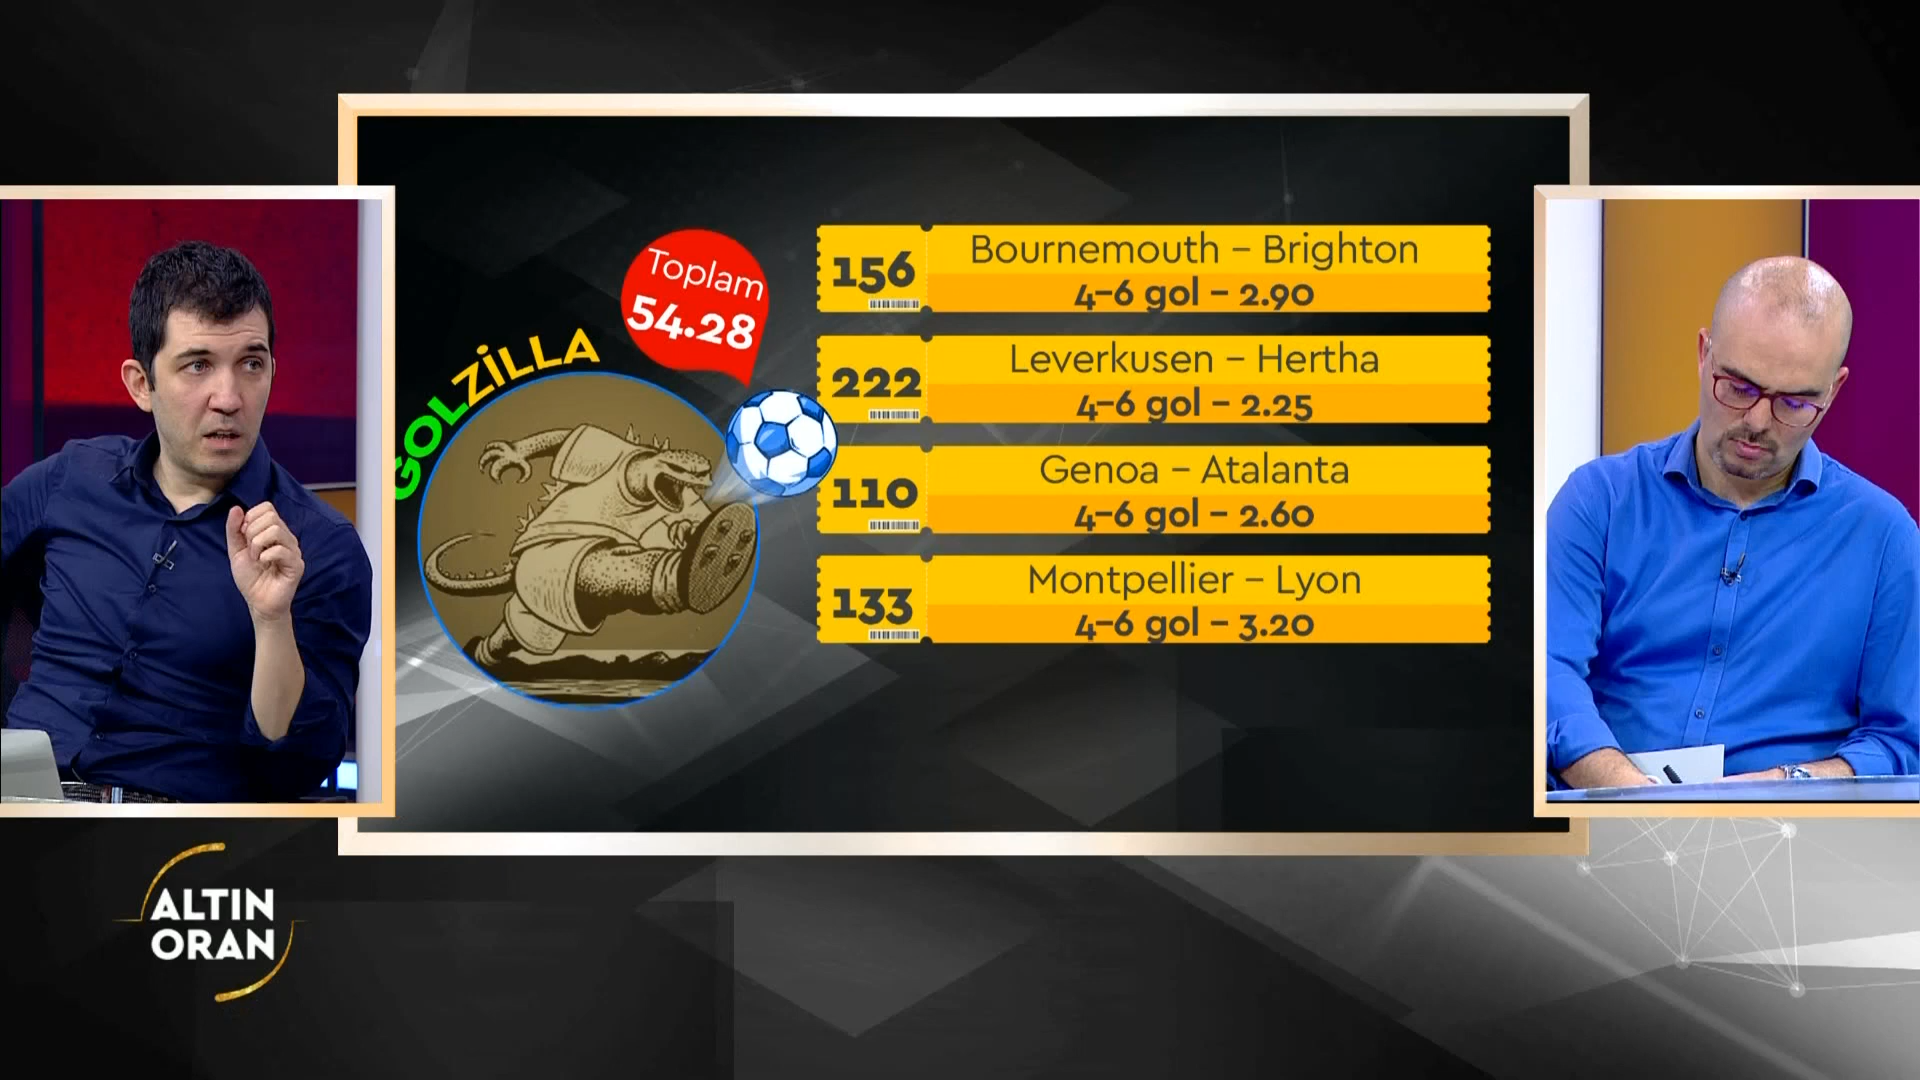 GOLZİLLA
Toplam
54.28
156
Bournemouth – Brighton
4–6 gol – 2.90
222
Leverkusen – Hertha
4–6 gol – 2.25
110
Genoa – Atalanta
4–6 gol – 2.60
133
Montpellier – Lyon
4–6 gol – 3.20
ALTIN
ORAN